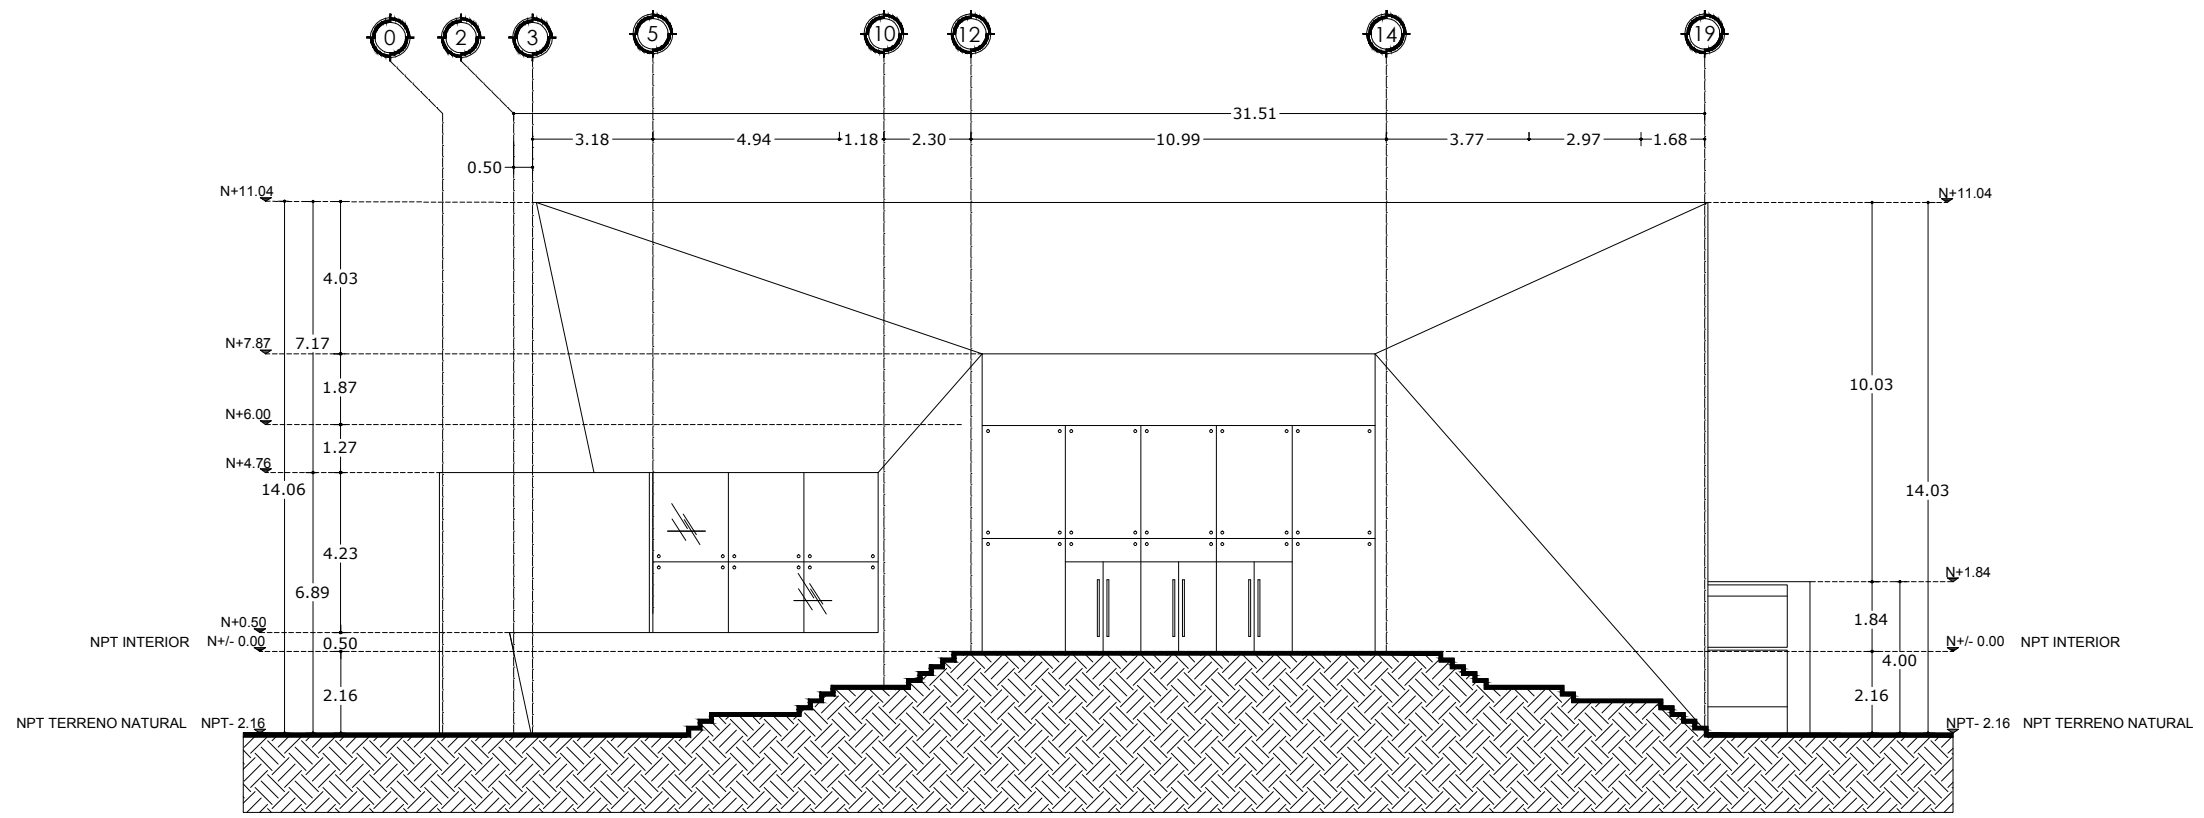 0 2 3 5 10 12 14 19
31.51
3.18 4.94 1.18 2.30 10.99 3.77 2.97 1.68
0.50
N+11.04 N+11.04
4.03
N+7.87 7.17
1.87 10.03
N+6.00
1.27
N+4.76
14.06 14.03
4.23
N+1.84
6.89
1.84
N+0.50
NPT INTERIOR N+/- 0.00 0.50 N+/- 0.00 NPT INTERIOR
4.00
2.16 2.16
NPT TERRENO NATURAL NPT- 2.16 NPT- 2.16 NPT TERRENO NATURAL